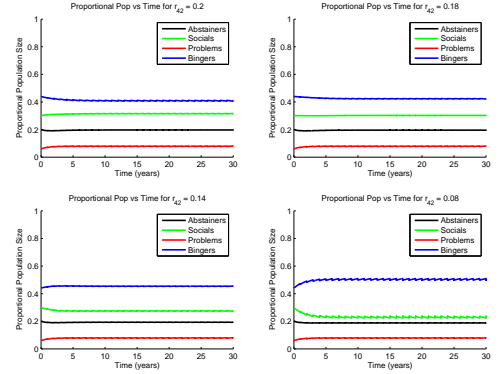 Proportional Pop vs Time for r42 = 0.2
Proportional Population Size
1
0.8
0.6
0.4
0.2
0
0 5 10 15 20 25 30
Time (years)
Abstainers
Socials
Problems
Bingers
Proportional Pop vs Time for r42 = 0.18
Proportional Population Size
1
0.8
0.6
0.4
0.2
0
0 5 10 15 20 25 30
Time (years)
Abstainers
Socials
Problems
Bingers
Proportional Pop vs Time for r42 = 0.14
Proportional Population Size
1
0.8
0.6
0.4
0.2
0
0 5 10 15 20 25 30
Time (years)
Abstainers
Socials
Problems
Bingers
Proportional Pop vs Time for r42 = 0.08
Proportional Population Size
1
0.8
0.6
0.4
0.2
0
0 5 10 15 20 25 30
Time (years)
Abstainers
Socials
Problems
Bingers